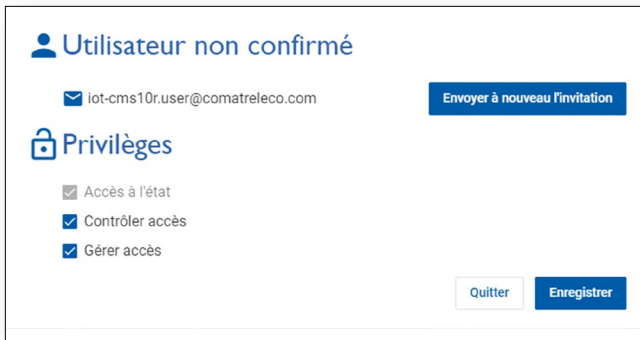 Utilisateur non confirmé
iot-cms10r.user@comatreleco.com
Envoyer à nouveau l'invitation
Privilèges
Accès à l'état
Contrôler accès
Gérer accès
Quitter
Enregistrer